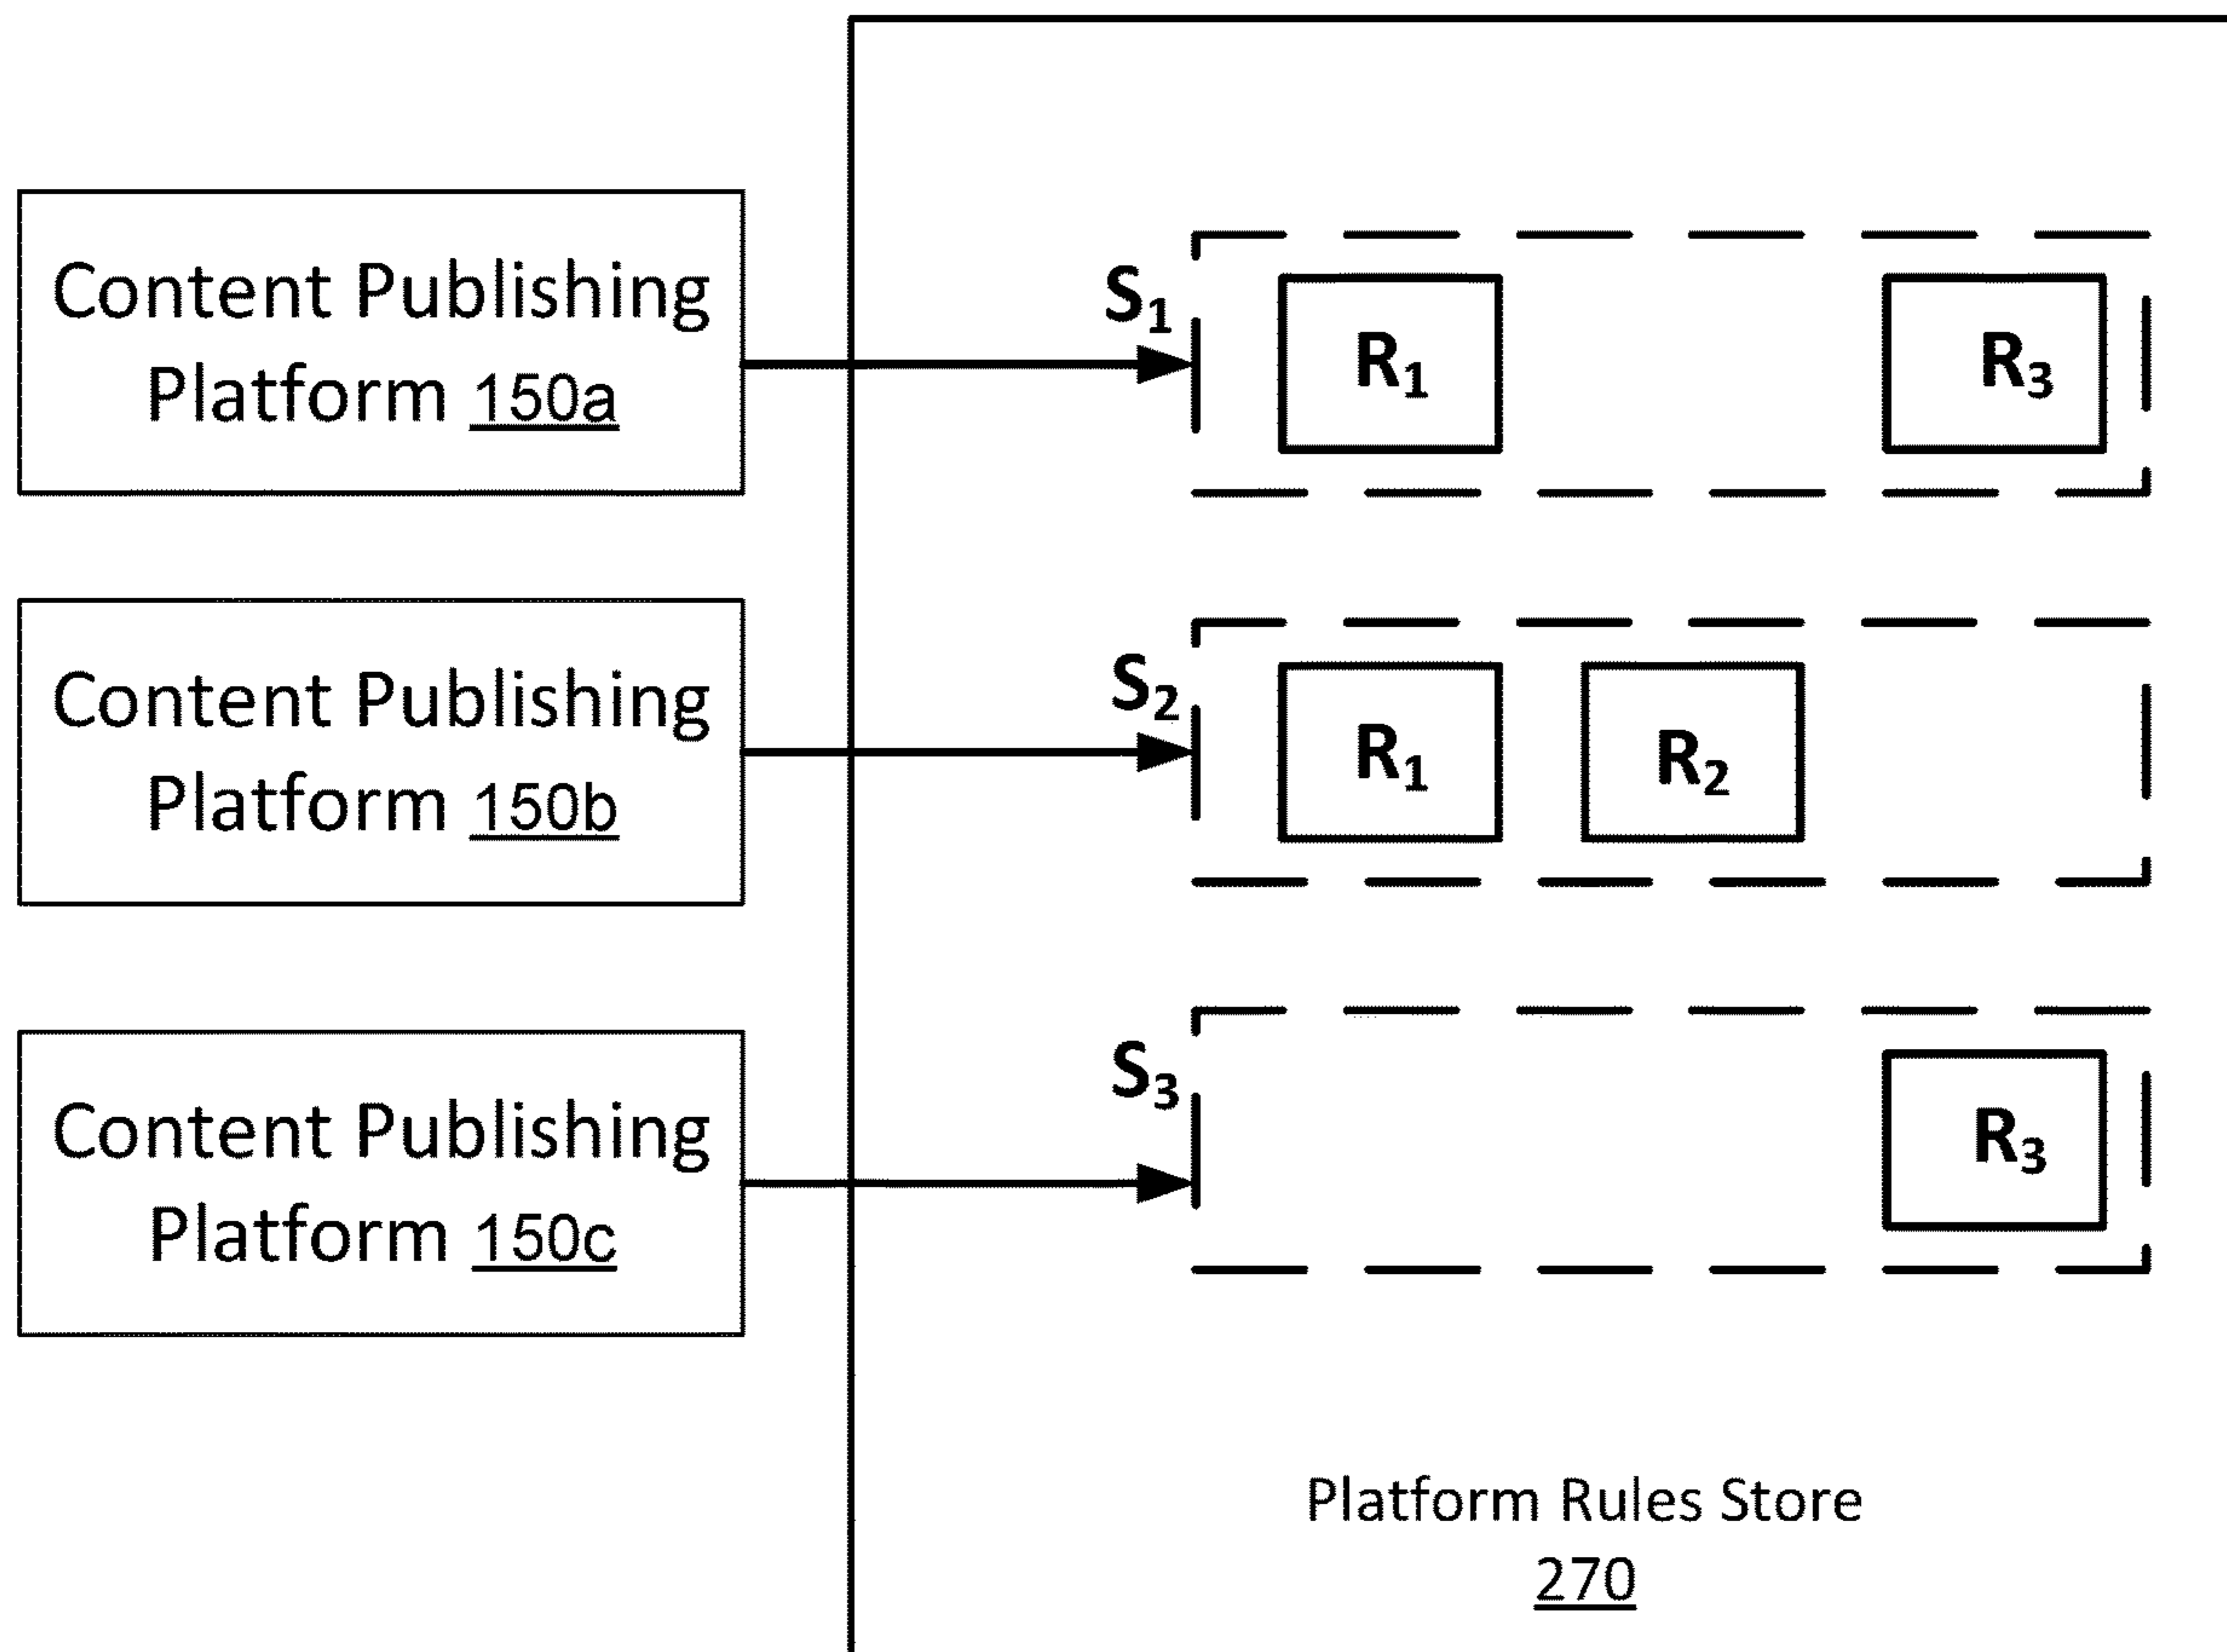 Content Publishing
Platform 150a
S₁
R₁
R₃
Content Publishing
Platform 150b
S₂
R₁
R₂
Content Publishing
Platform 150c
S₃
R₃
Platform Rules Store
270